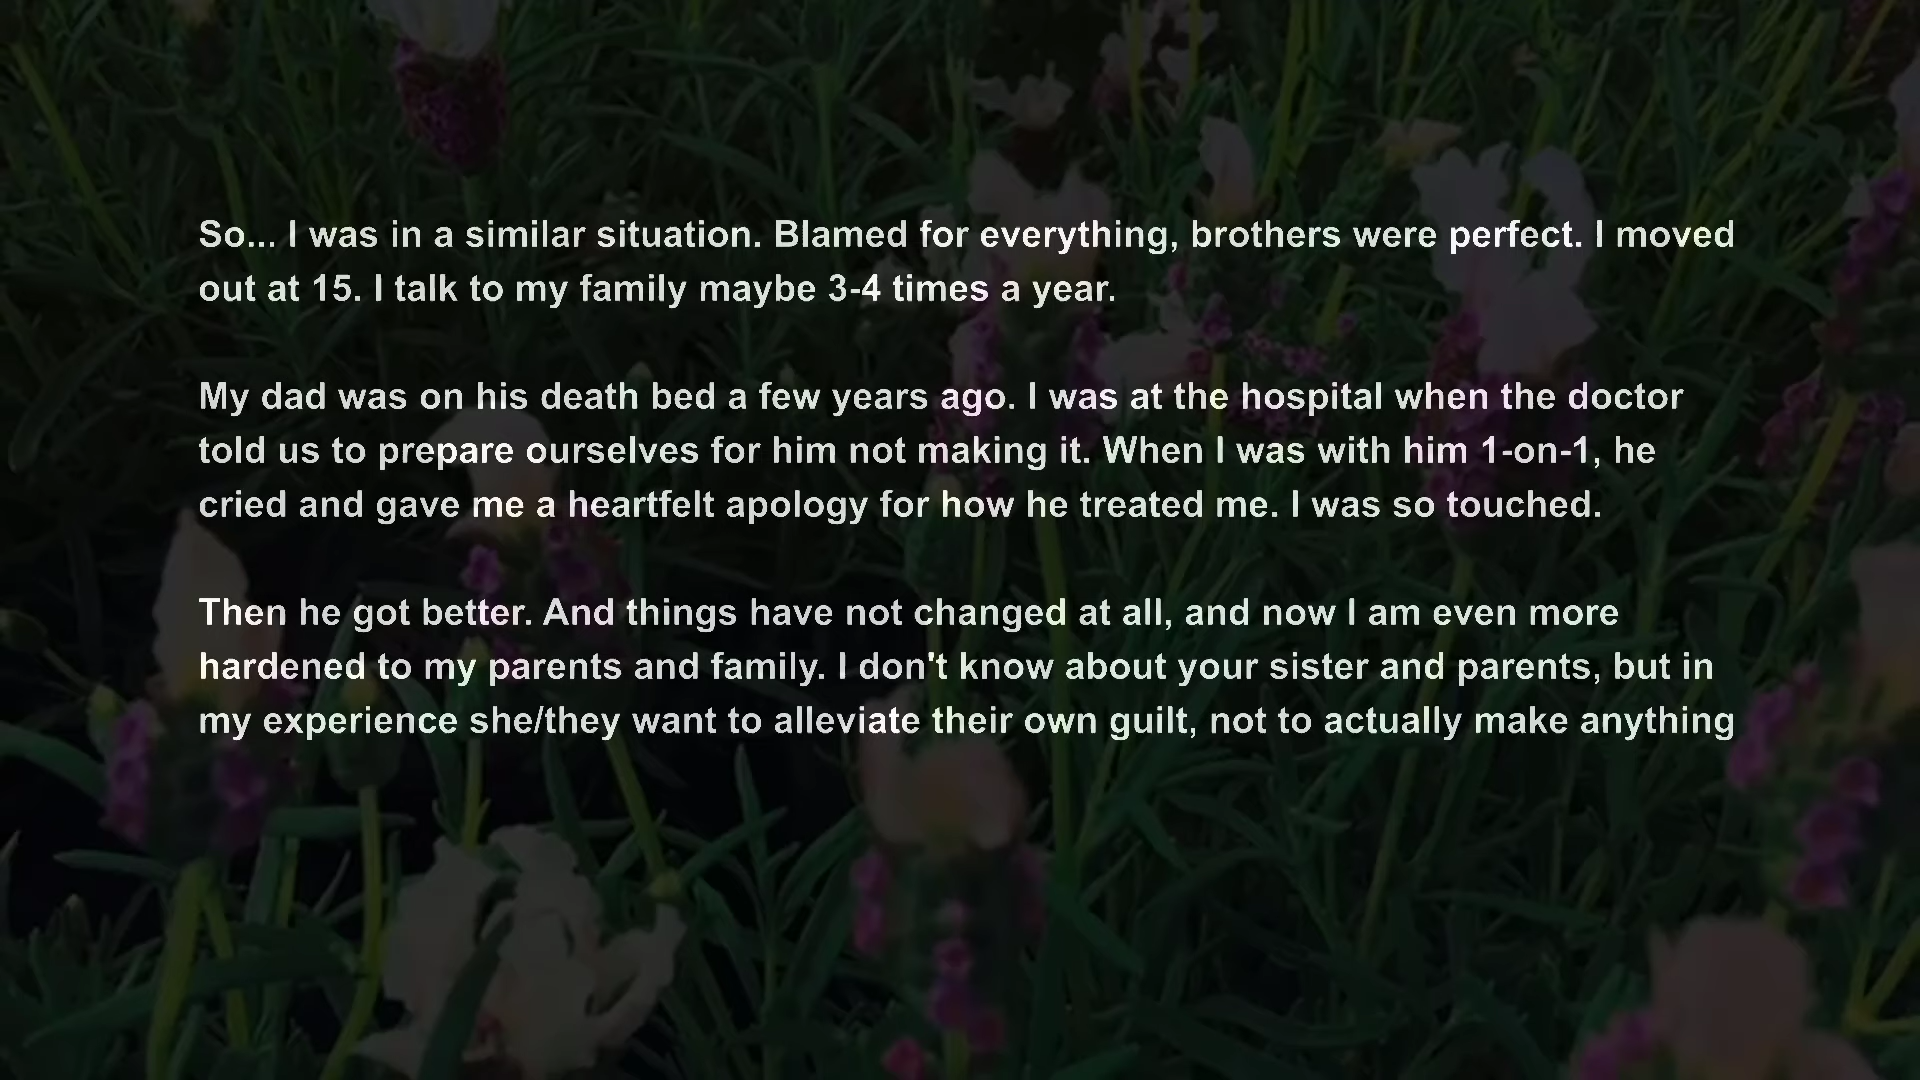 So... I was in a similar situation. Blamed for everything, brothers were perfect. I moved
out at 15. I talk to my family maybe 3-4 times a year.
My dad was on his death bed a few years ago. I was at the hospital when the doctor
told us to prepare ourselves for him not making it. When I was with him 1-on-1, he
cried and gave me a heartfelt apology for how he treated me. I was so touched.
Then he got better. And things have not changed at all, and now I am even more
hardened to my parents and family. I don't know about your sister and parents, but in
my experience she/they want to alleviate their own guilt, not to actually make anything